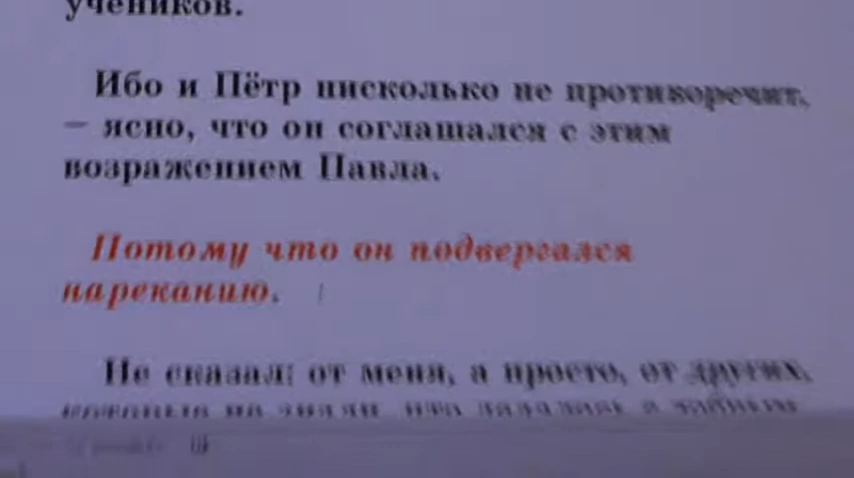 учеников.
Ибо и Пётр нисколько не противоречит,
— ясно, что он соглашался с этим
возражением Павла.
Потому что он подвергался
нареканию.
Не сказал: от меня, а просто, от других,